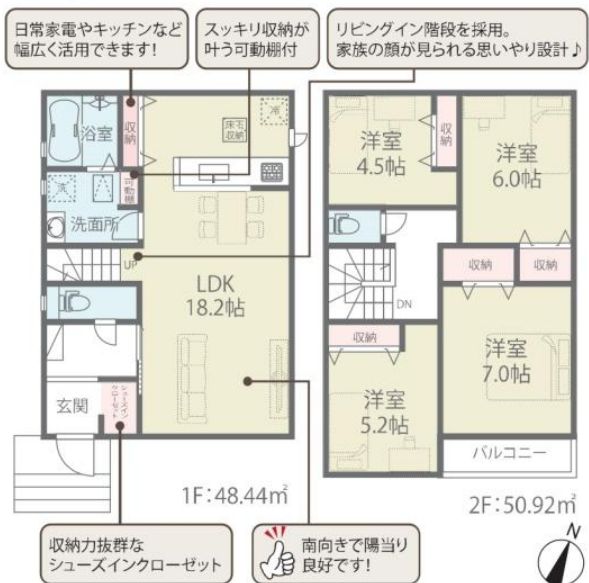 日常家電やキッチンなど
幅広く活用できます!
スッキリ収納が
叶う可動棚付
リビングイン階段を採用。
家族の顔が見られる思いやり設計♪
浴室
収納
床下
収納
冷
洗
可動棚
洗面所
UP
LDK
18.2帖
玄関
シューズイン
クローゼット
1F:48.44㎡
洋室
4.5帖
収納
洋室
6.0帖
収納
収納
DN
収納
洋室
5.2帖
洋室
7.0帖
バルコニー
2F:50.92㎡
収納力抜群な
シューズインクローゼット
南向きで陽当り
良好です!
N